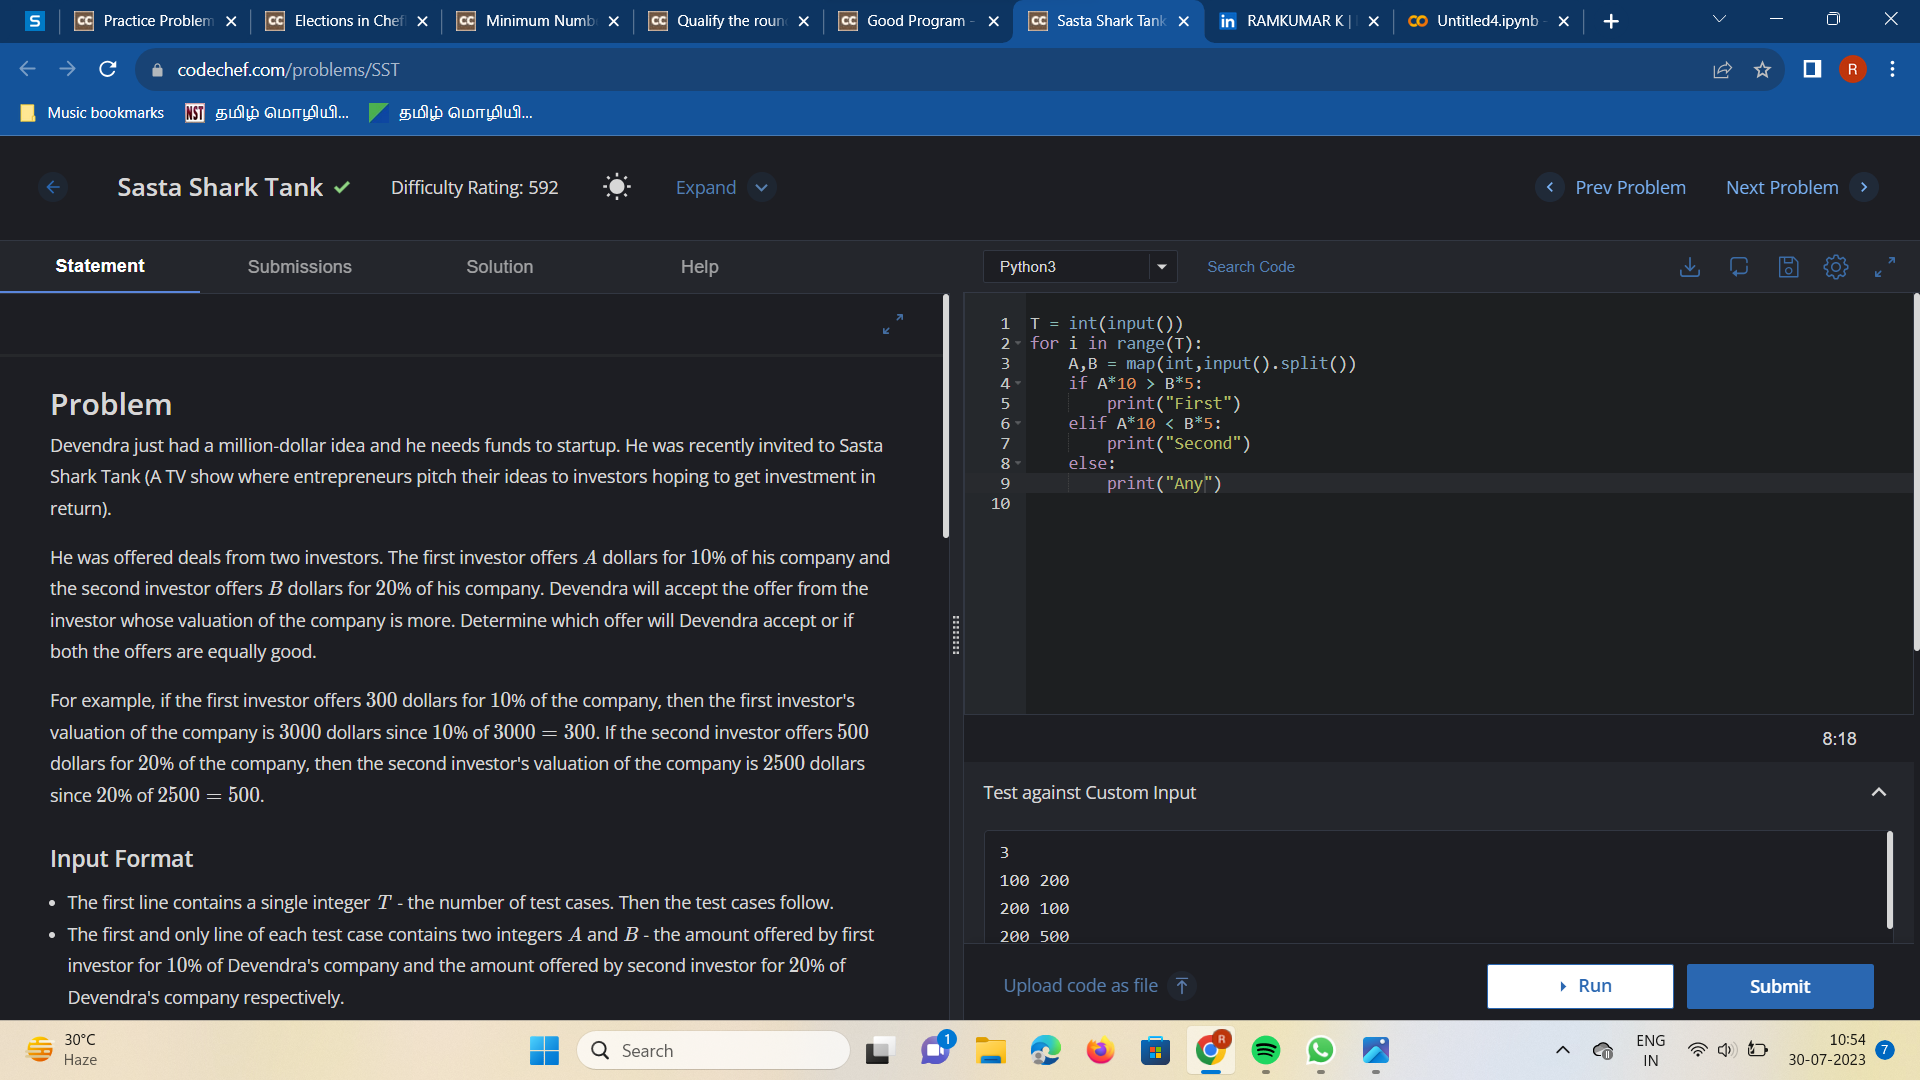 Practice Problem
Elections in Chef
Minimum Numb
Qualify the roun
Good Program -
Sasta Shark Tank
RAMKUMAR K |
Untitled4.ipynb -
codechef.com/problems/SST
R
Music bookmarks
NST தமிழ் மொழியி...
தமிழ் மொழியி...
Sasta Shark Tank
Difficulty Rating: 592
Expand
Prev Problem
Next Problem
Statement
Submissions
Solution
Help
Python3
Search Code
Problem
Devendra just had a million-dollar idea and he needs funds to startup. He was recently invited to Sasta
Shark Tank (A TV show where entrepreneurs pitch their ideas to investors hoping to get investment in
return).
He was offered deals from two investors. The first investor offers A dollars for 10% of his company and
the second investor offers B dollars for 20% of his company. Devendra will accept the offer from the
investor whose valuation of the company is more. Determine which offer will Devendra accept or if
both the offers are equally good.
For example, if the first investor offers 300 dollars for 10% of the company, then the first investor's
valuation of the company is 3000 dollars since 10% of 3000 = 300. If the second investor offers 500
dollars for 20% of the company, then the second investor's valuation of the company is 2500 dollars
since 20% of 2500 = 500.
Input Format
• The first line contains a single integer T - the number of test cases. Then the test cases follow.
• The first and only line of each test case contains two integers A and B - the amount offered by first
investor for 10% of Devendra's company and the amount offered by second investor for 20% of
Devendra's company respectively.
1 T = int(input())
2 for i in range(T):
3 A,B = map(int,input().split())
4 if A*10 > B*5:
5 print("First")
6 elif A*10 < B*5:
7 print("Second")
8 else:
9 print("Any")
10
8:18
Test against Custom Input
3
100 200
200 100
200 500
Upload code as file
Run
Submit
30°C
Haze
Search
1
R
ENG
IN
10:54
30-07-2023
7